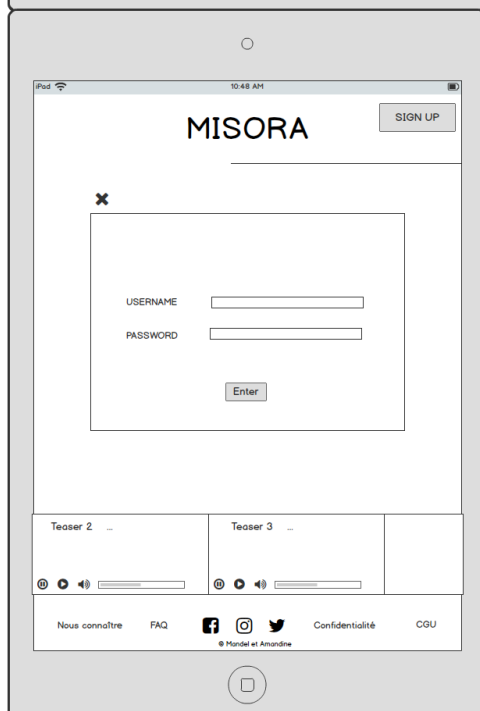 iPad 10:48 AM
MISORA
SIGN UP
USERNAME
PASSWORD
Enter
Teaser 2 ...
Teaser 3 ...
Nous connaître FAQ Confidentialité CGU
© Mandel et Amandine